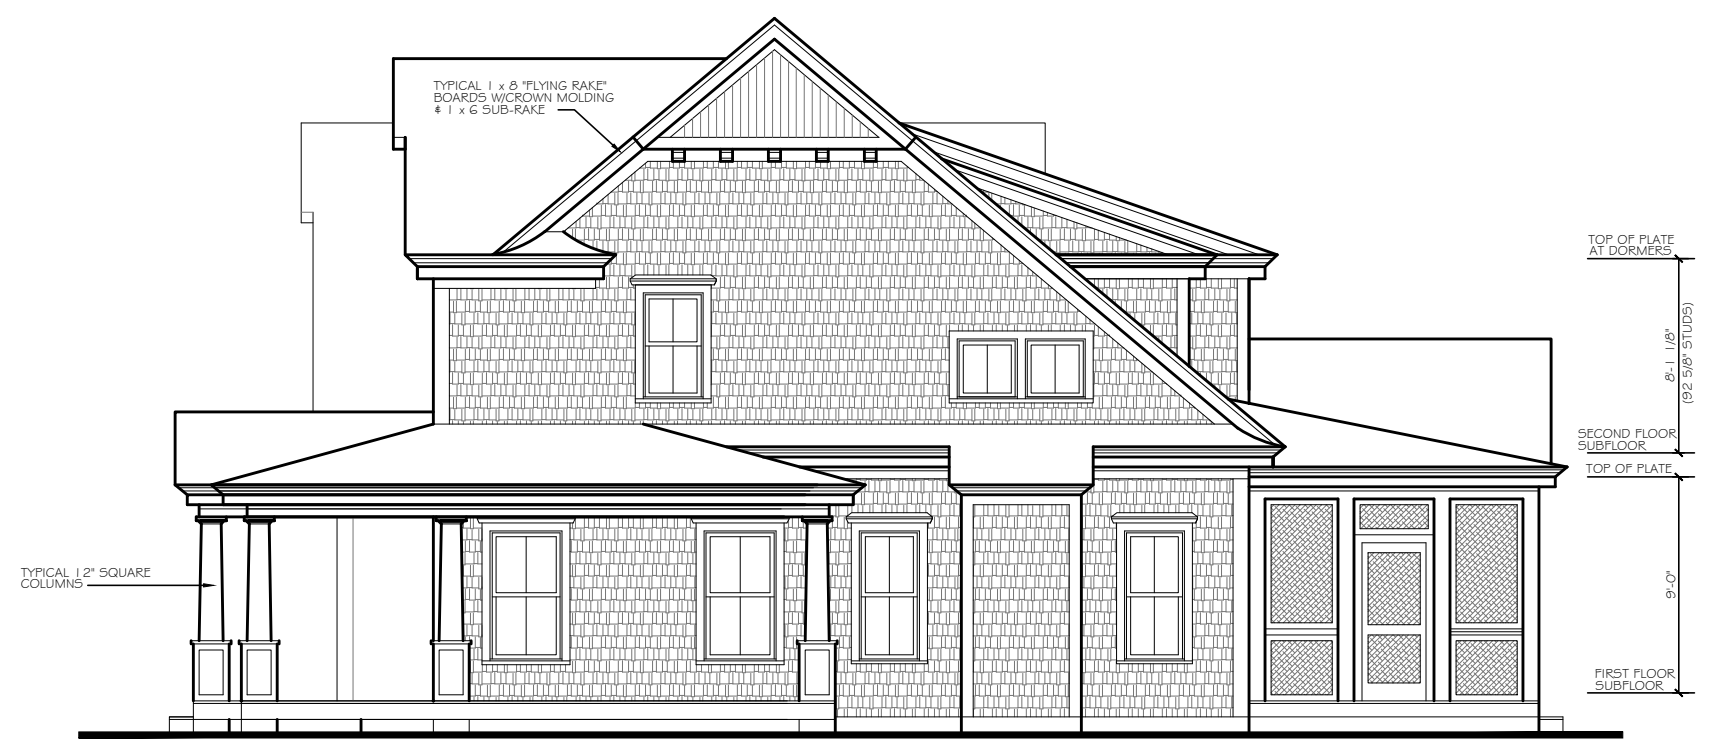 TYPICAL 1 x 8 "FLYING RAKE"
BOARDS W/CROWN MOLDING
& 1 x 6 SUB-RAKE
TOP OF PLATE
AT DORMERS
8'-1 1/8"
(92 5/8" STUDS)
SECOND FLOOR
SUBFLOOR
TOP OF PLATE
TYPICAL 12" SQUARE
COLUMNS
9'-0"
FIRST FLOOR
SUBFLOOR